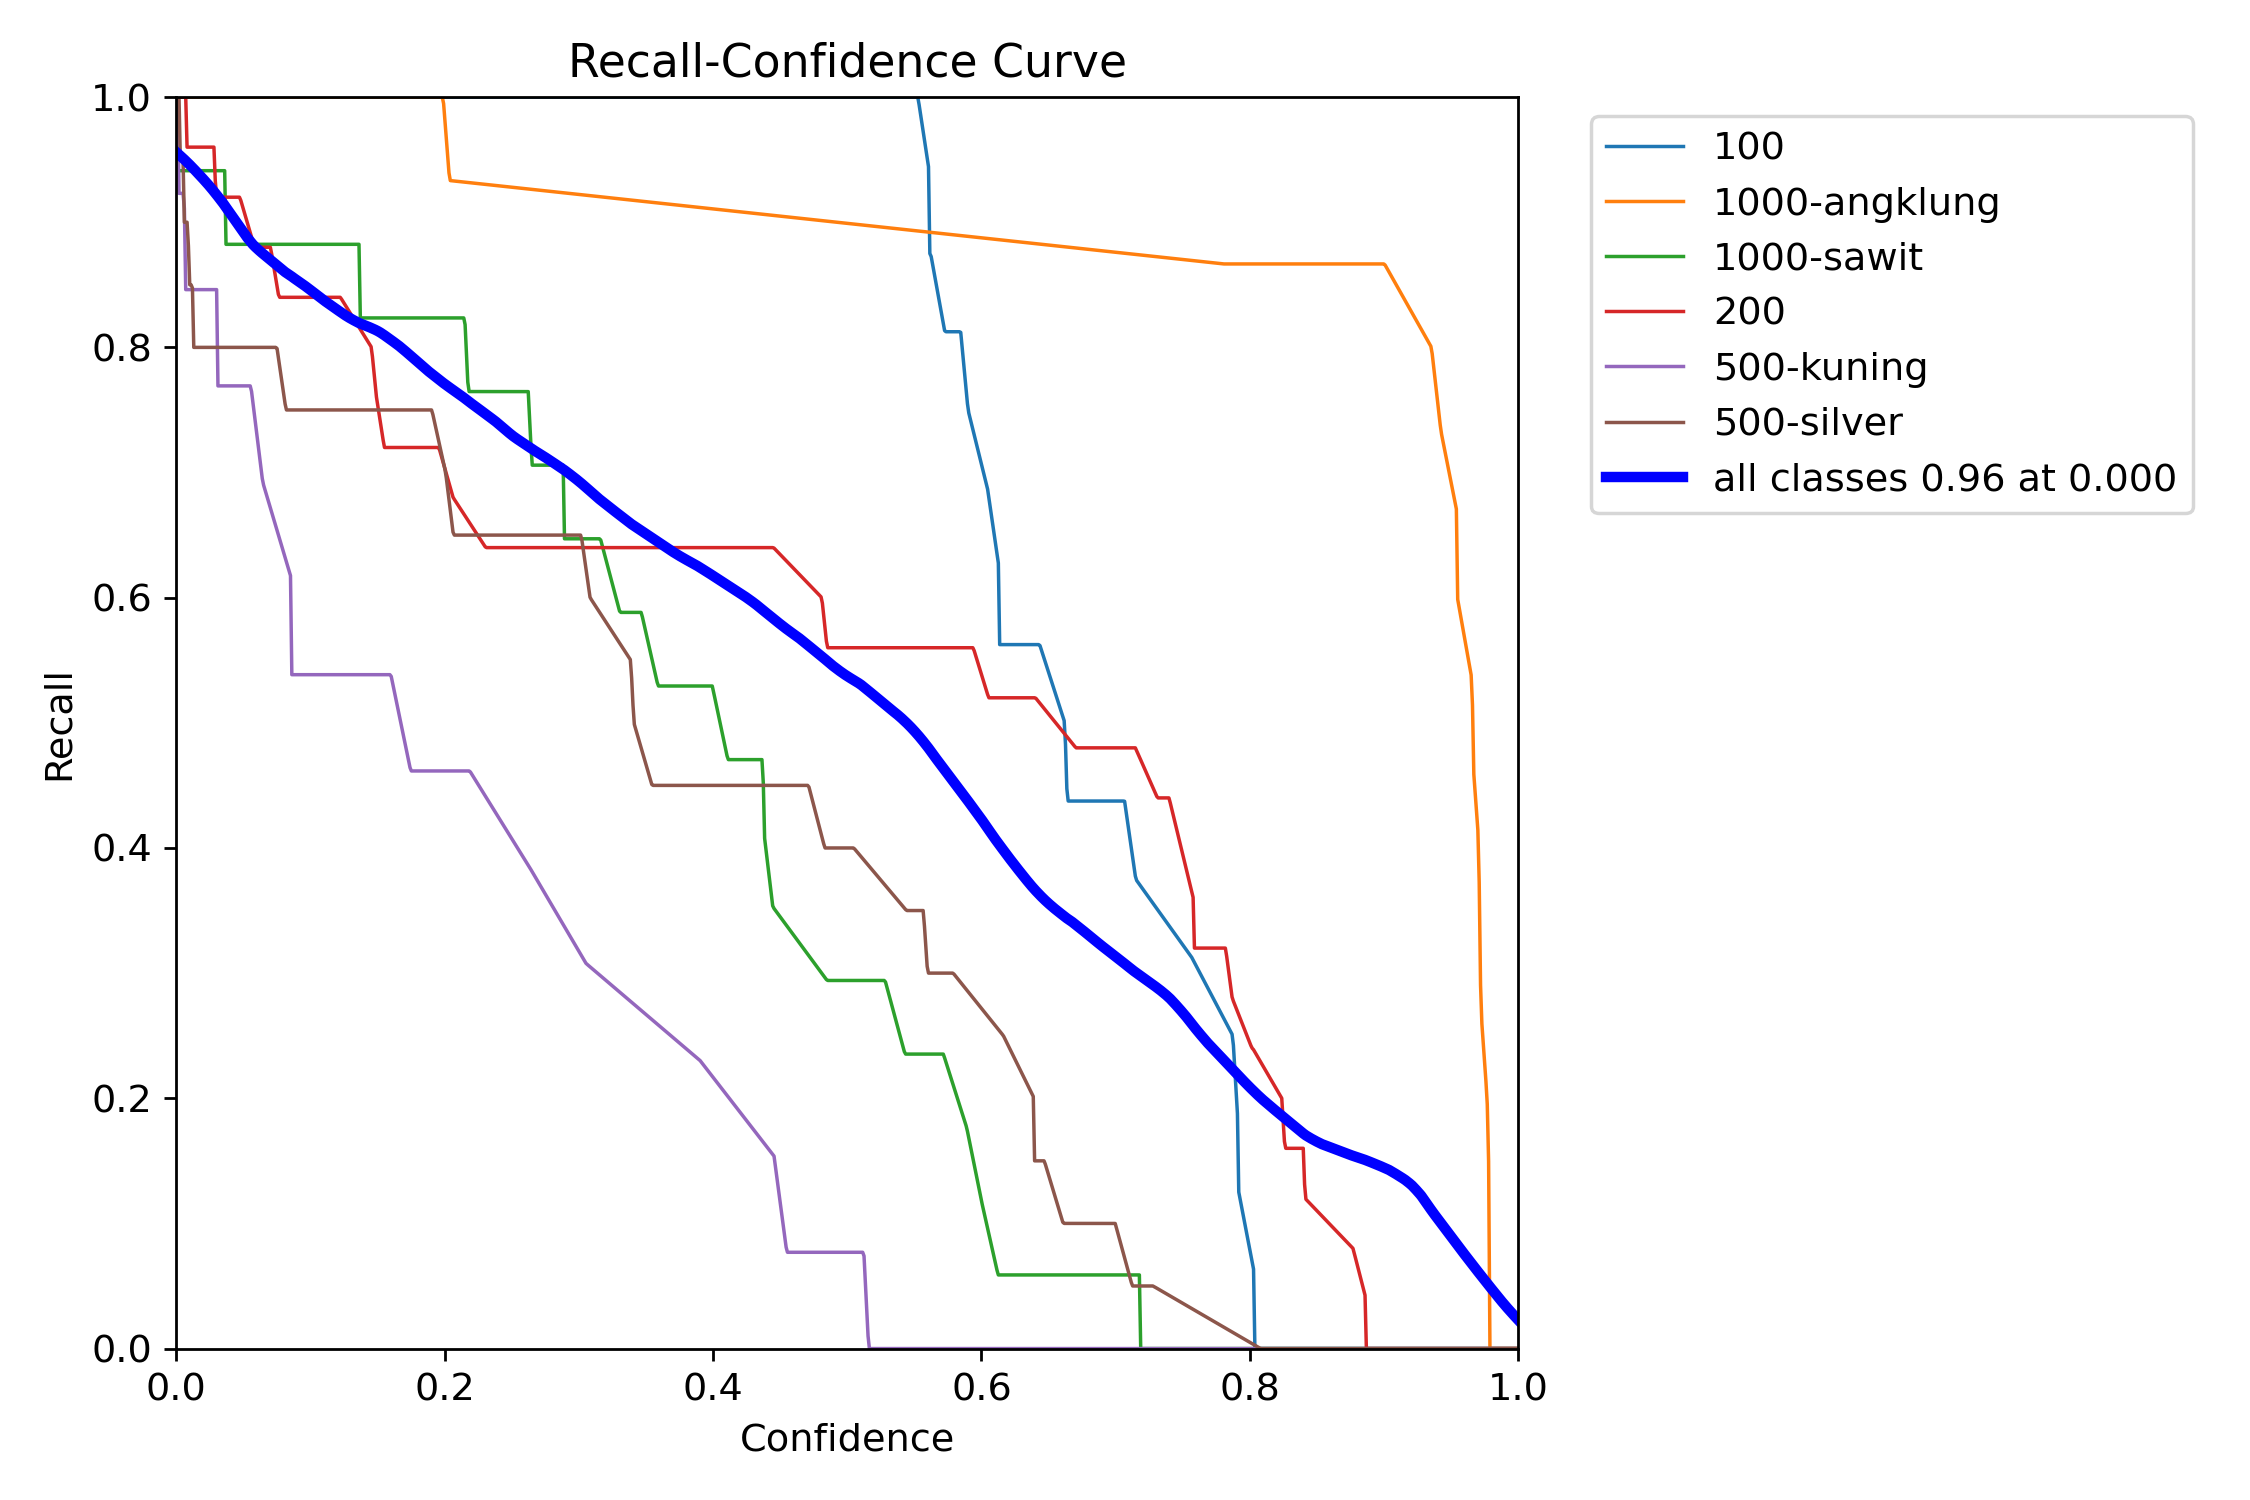 Recall-Confidence Curve
1.0
0.8
0.6
0.4
0.2
0.0
Recall
0.0 0.2 0.4 0.6 0.8 1.0
Confidence
100
1000-angklung
1000-sawit
200
500-kuning
500-silver
all classes 0.96 at 0.000